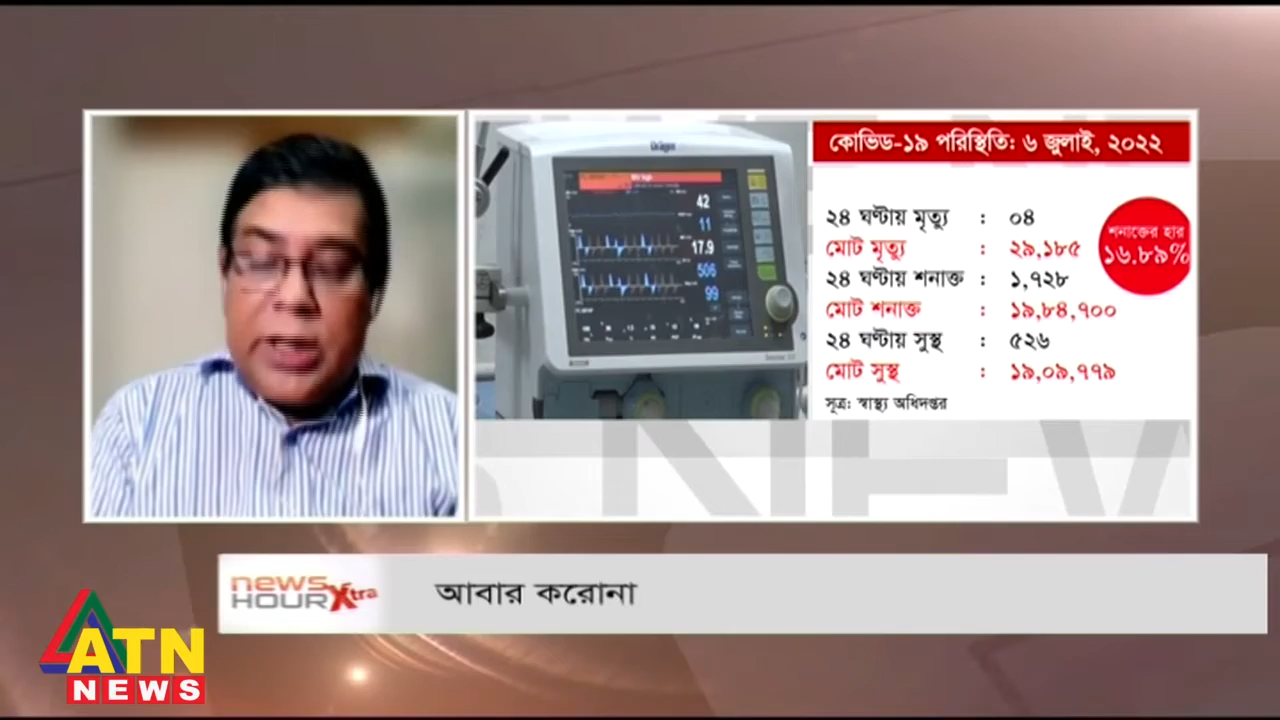 কোভিড-১৯ পরিস্থিতি: ৬ জুলাই, ২০২২
২৪ ঘণ্টায় মৃত্যু : ০৪
মোট মৃত্যু : ২৯,১৮৫
২৪ ঘণ্টায় শনাক্ত : ১,৭২৮
মোট শনাক্ত : ১৯,৮৪,৭০০
২৪ ঘণ্টায় সুস্থ : ৫২৬
মোট সুস্থ : ১৯,০৯,৭৭৯
সূত্র: স্বাস্থ্য অধিদপ্তর
শনাক্তের হার
১৬.৮৯%
Dräger
42
11
17.9
506
99
NEWS
news
HOUR Xtra
আবার করোনা
ATN
NEWS